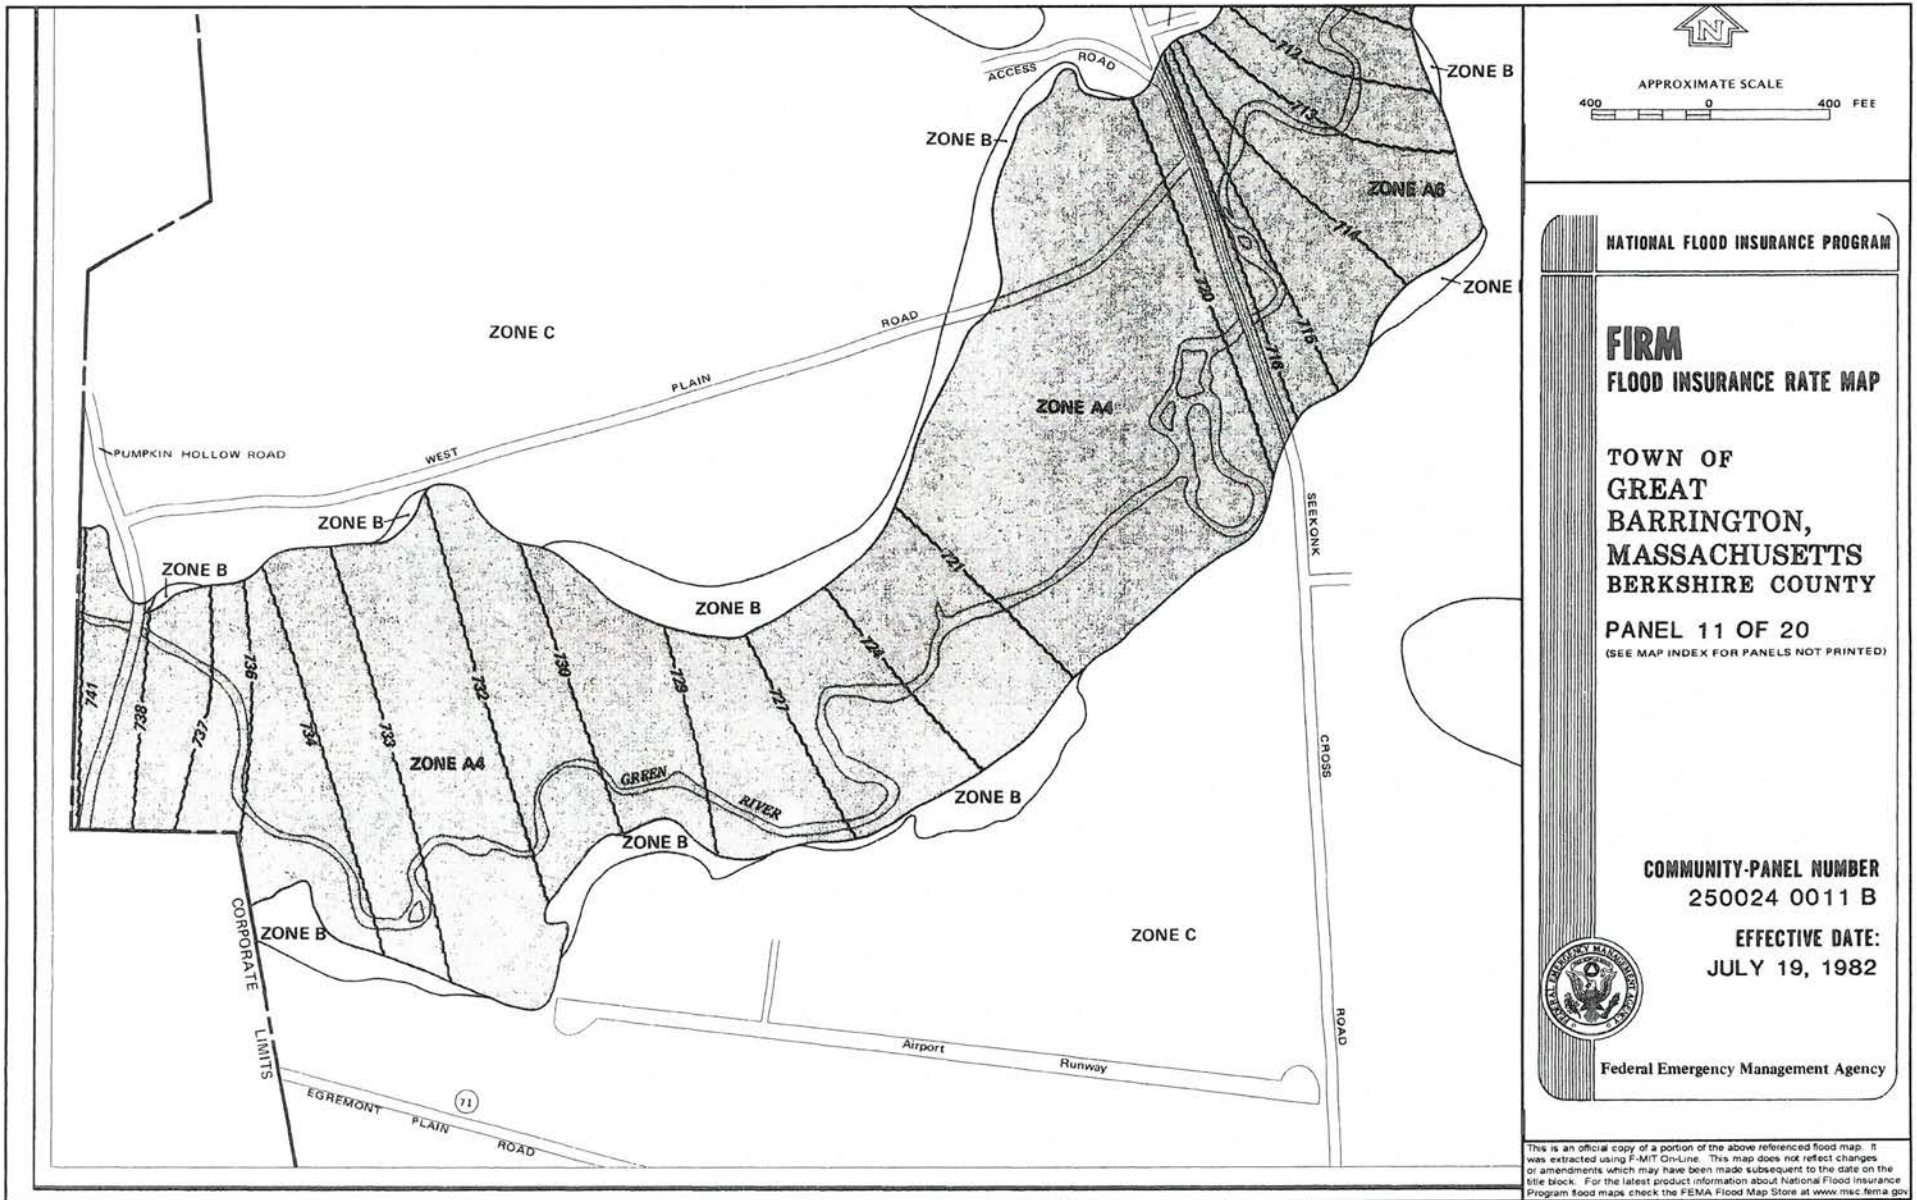 ACCESS ROAD
ZONE B
ZONE B
712
713
ZONE A6
714
ZONE
ZONE C
ROAD
720
715
716
PLAIN
ZONE A4
PUMPKIN HOLLOW ROAD
WEST
ZONE B
SEEKONK
721
ZONE B
ZONE B
724
736
730
732
729
727
741
738
737
734
733
ZONE A4
GREEN
RIVER
CROSS
ZONE B
ZONE B
CORPORATE
ZONE B
ZONE C
LIMITS
ROAD
Airport
Runway
71
EGREMONT
PLAIN
ROAD
N
APPROXIMATE SCALE
400 0 400 FEE
NATIONAL FLOOD INSURANCE PROGRAM
FIRM
FLOOD INSURANCE RATE MAP
TOWN OF
GREAT
BARRINGTON,
MASSACHUSETTS
BERKSHIRE COUNTY
PANEL 11 OF 20
(SEE MAP INDEX FOR PANELS NOT PRINTED)
COMMUNITY-PANEL NUMBER
250024 0011 B
EFFECTIVE DATE:
JULY 19, 1982
FEDERAL EMERGENCY MANAGEMENT AGENCY
Federal Emergency Management Agency
This is an official copy of a portion of the above referenced flood map. It
was extracted using F-MIT On-Line. This map does not reflect changes
or amendments which may have been made subsequent to the date on the
title block. For the latest product information about National Flood Insurance
Program flood maps check the FEMA Flood Map Store at www.msc.fema.gov